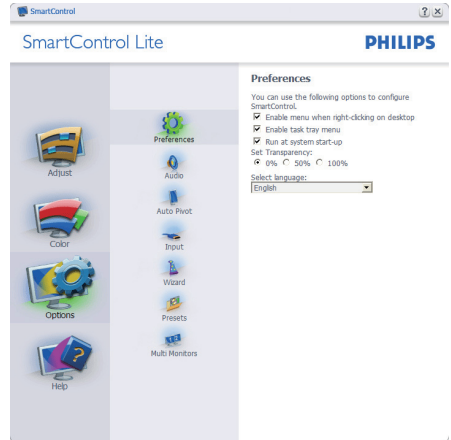 SmartControl
SmartControl Lite
PHILIPS
Adjust
Color
Options
Help
Preferences
Audio
Auto Pivot
Input
Wizard
Presets
Multi Monitors
Preferences
You can use the following options to configure
SmartControl.
Enable menu when right-clicking on desktop
Enable task tray menu
Run at system start-up
Set Transparency:
0% 50% 100%
Select language:
English